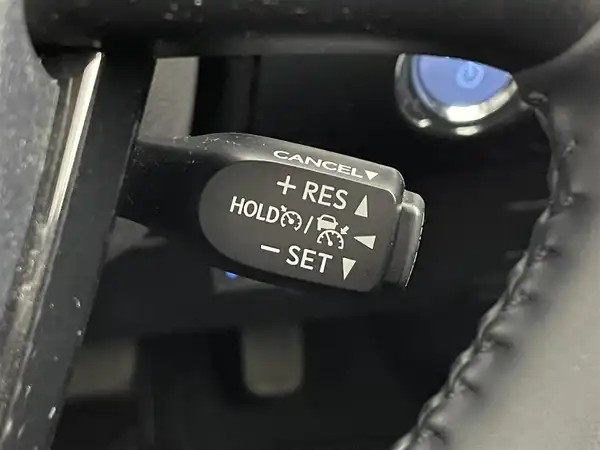 CANCEL▼
+ RES▲
HOLD / ◀
− SET▼